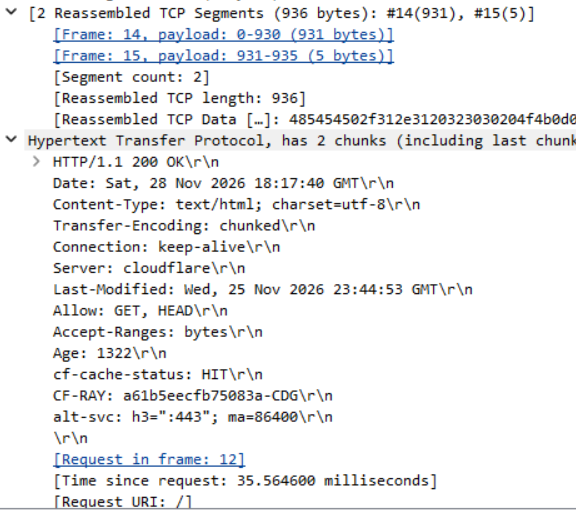 [2 Reassembled TCP Segments (936 bytes): #14(931), #15(5)]
[Frame: 14, payload: 0-930 (931 bytes)]
[Frame: 15, payload: 931-935 (5 bytes)]
[Segment count: 2]
[Reassembled TCP length: 936]
[Reassembled TCP Data […]: 485454502f312e3120323030204f4b0d0
Hypertext Transfer Protocol, has 2 chunks (including last chunk
HTTP/1.1 200 OK\r\n
Date: Sat, 28 Nov 2026 18:17:40 GMT\r\n
Content-Type: text/html; charset=utf-8\r\n
Transfer-Encoding: chunked\r\n
Connection: keep-alive\r\n
Server: cloudflare\r\n
Last-Modified: Wed, 25 Nov 2026 23:44:53 GMT\r\n
Allow: GET, HEAD\r\n
Accept-Ranges: bytes\r\n
Age: 1322\r\n
cf-cache-status: HIT\r\n
CF-RAY: a61b5eecfb75083a-CDG\r\n
alt-svc: h3=":443"; ma=86400\r\n
\r\n
[Request in frame: 12]
[Time since request: 35.564600 milliseconds]
[Request URI: /]